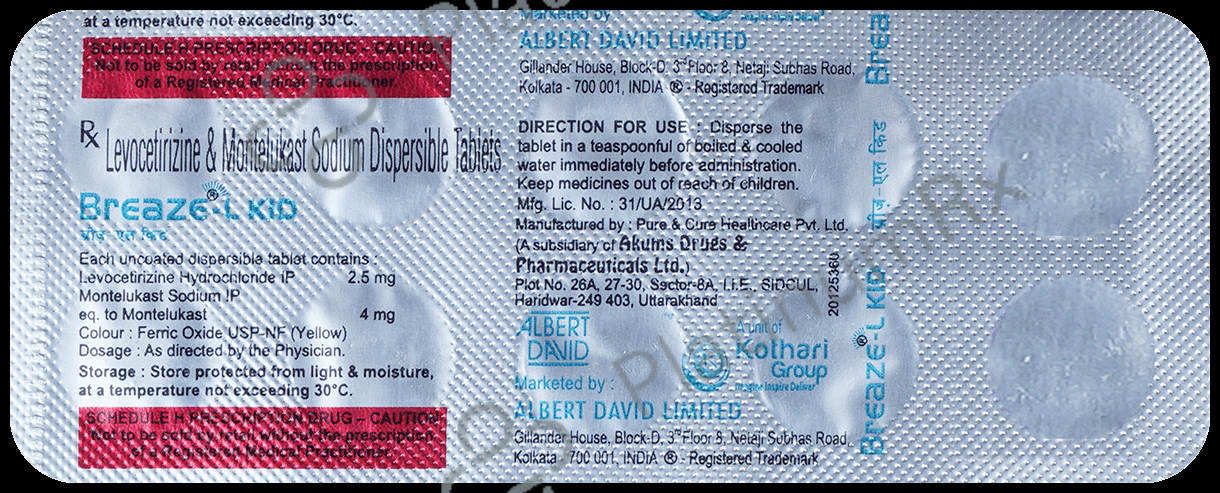 at a temperature not exceeding 30°C.
SCHEDULE H PRESCRIPTION DRUG – CAUTION
Not to be sold by retail without the prescription
of a Registered Medical Practitioner.
Rx Levocetirizine & Montelukast Sodium Dispersible Tablets
Breaze®-L KID
ब्रीज़-एल किड
Each uncoated dispersible tablet contains :
Levocetirizine Hydrochloride IP 2.5 mg
Montelukast Sodium IP
eq. to Montelukast 4 mg
Colour : Ferric Oxide USP-NF (Yellow)
Dosage : As directed by the Physician.
Storage : Store protected from light & moisture,
at a temperature not exceeding 30°C.
SCHEDULE H PRESCRIPTION DRUG – CAUTION
Not to be sold by retail without the prescription
of a Registered Medical Practitioner.
Marketed by
ALBERT DAVID LIMITED
Gillander House, Block-D, 3rd Floor 8, Netaji Subhas Road,
Kolkata - 700 001, INDIA ® - Registered Trademark
DIRECTION FOR USE : Disperse the
tablet in a teaspoonful of boiled & cooled
water immediately before administration.
Keep medicines out of reach of children.
Mfg. Lic. No. : 31/UA/2013
Manufactured by : Pure & Cure Healthcare Pvt. Ltd.
(A subsidiary of Akums Drugs &
Pharmaceuticals Ltd.)
Plot No. 26A, 27-30, Sector-8A, I.I.E., SIDCUL,
Haridwar-249 403, Uttarakhand
20125360
ALBERT
DAVID
A unit of
Kothari
Group
Imagine Inspire Deliver
Marketed by :
ALBERT DAVID LIMITED
Gillander House, Block-D, 3rd Floor 8, Netaji Subhas Road,
Kolkata - 700 001, INDIA ® - Registered Trademark
Breaze®-L KID ब्रीज़-एल किड Brea
PlatinumRx